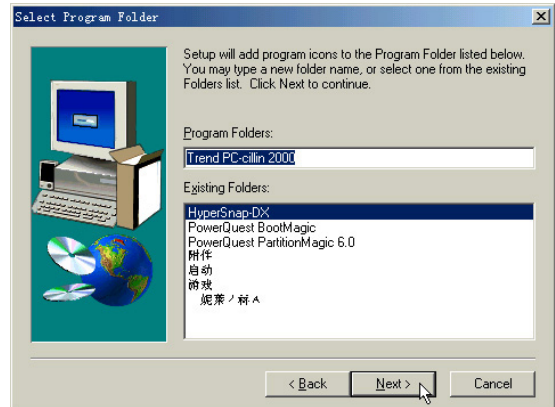 Select Program Folder
Setup will add program icons to the Program Folder listed below.
You may type a new folder name, or select one from the existing
Folders list. Click Next to continue.
Program Folders:
Trend PC-cillin 2000
Existing Folders:
HyperSnap-DX
PowerQuest BootMagic
PowerQuest PartitionMagic 6.0
附件
启动
游戏
< Back
Next >
Cancel